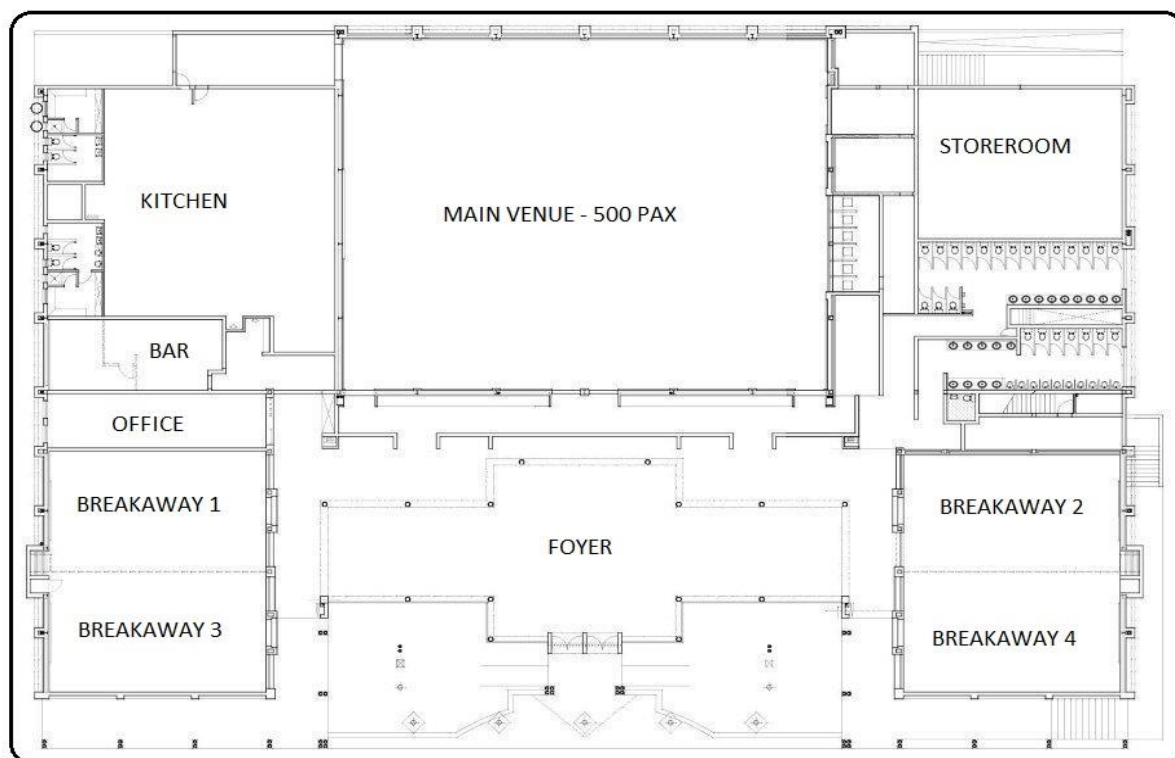 STOREROOM
KITCHEN
MAIN VENUE - 500 PAX
BAR
OFFICE
BREAKAWAY 1
BREAKAWAY 2
FOYER
BREAKAWAY 3
BREAKAWAY 4